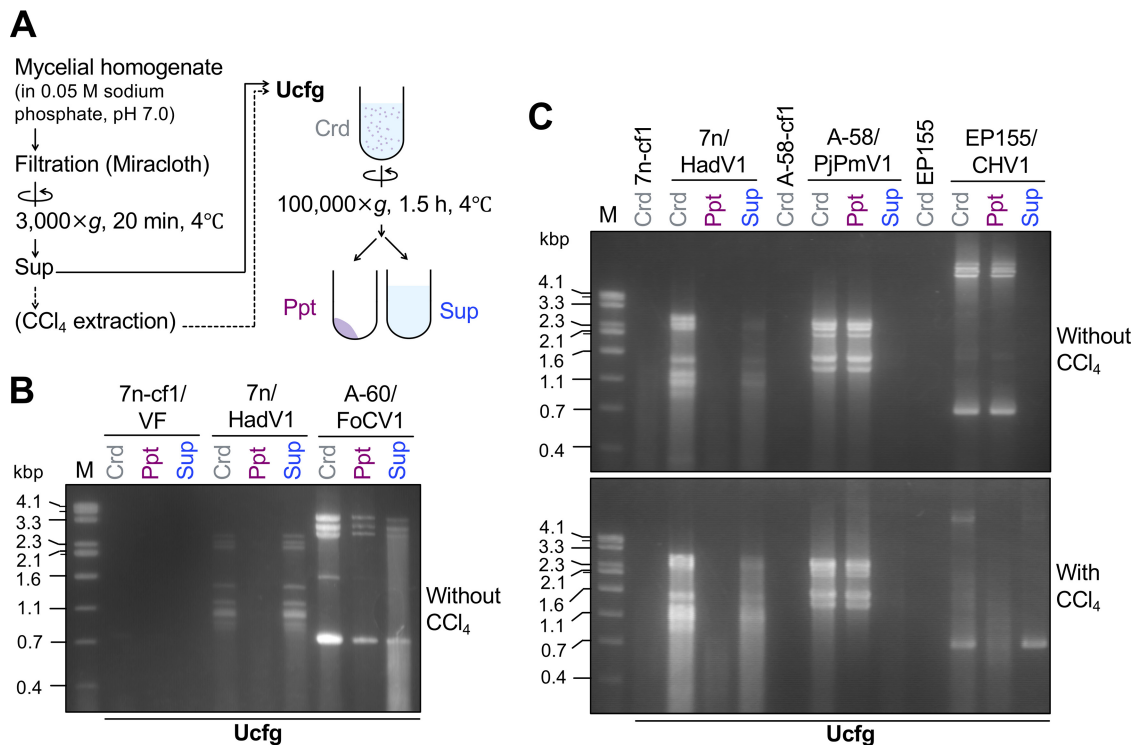 A
Mycelial homogenate
(in 0.05 M sodium
phosphate, pH 7.0)
Filtration (Miracloth)
3,000×g, 20 min, 4℃
Sup
(CCl4 extraction)
Ucfg
Crd
100,000×g, 1.5 h, 4℃
Ppt
Sup
B
7n-cf1/
VF
7n/
HadV1
A-60/
FoCV1
kbp
M
Crd
Ppt
Sup
Crd
Ppt
Sup
Crd
Ppt
Sup
4.1
3.3
2.3
2.1
1.6
1.1
0.7
0.4
Without
CCl4
Ucfg
C
7n-cf1
7n/
HadV1
A-58-cf1
A-58/
PjPmV1
EP155
EP155/
CHV1
kbp
M
Crd
Crd
Ppt
Sup
Crd
Crd
Ppt
Sup
Crd
Crd
Ppt
Sup
4.1
3.3
2.3
2.1
1.6
1.1
0.7
0.4
Without
CCl4
4.1
3.3
2.3
2.1
1.6
1.1
0.7
0.4
With
CCl4
Ucfg